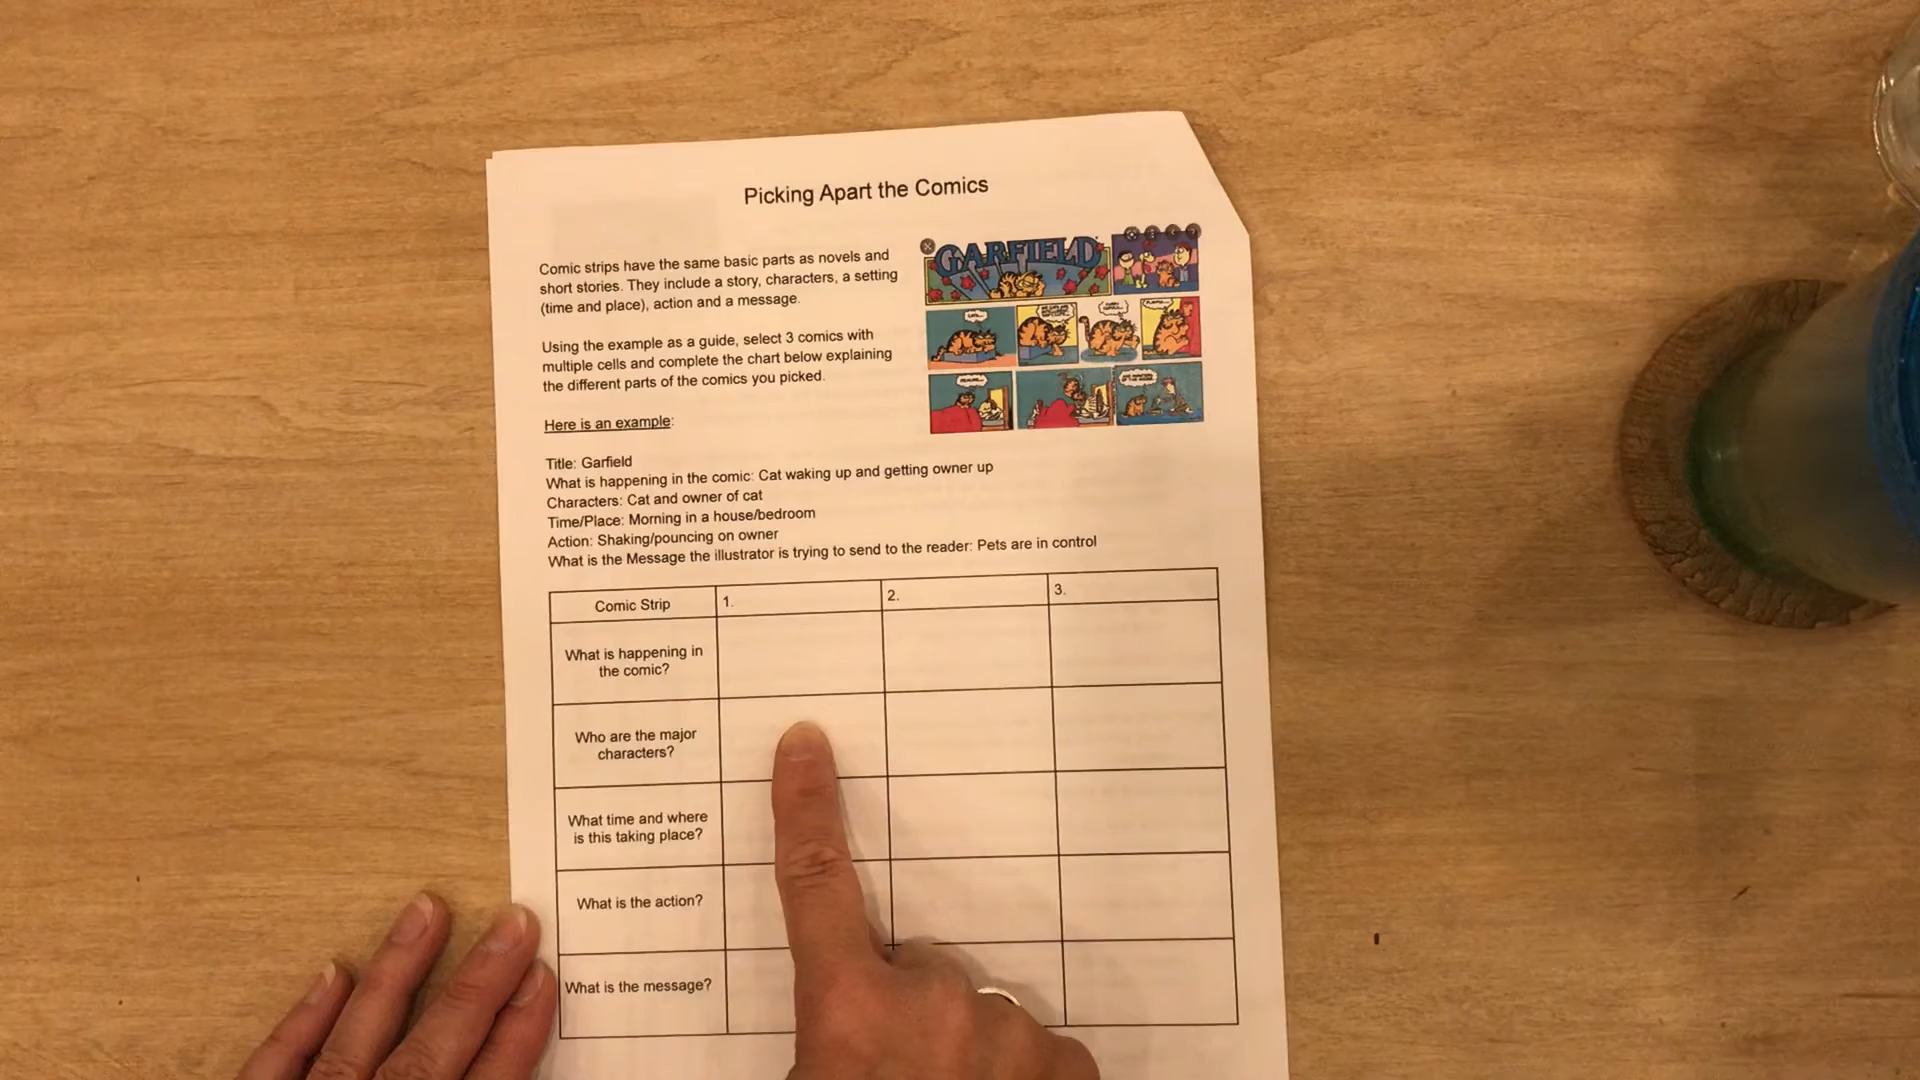 Picking Apart the Comics
Comic strips have the same basic parts as novels and
short stories. They include a story, characters, a setting
(time and place), action and a message.
Using the example as a guide, select 3 comics with
multiple cells and complete the chart below explaining
the different parts of the comics you picked.
GARFIELD
Here is an example:
Title: Garfield
What is happening in the comic: Cat waking up and getting owner up
Characters: Cat and owner of cat
Time/Place: Morning in a house/bedroom
Action: Shaking/pouncing on owner
What is the Message the illustrator is trying to send to the reader: Pets are in control
Comic Strip
1.
2.
3.
What is happening in
the comic?
Who are the major
characters?
What time and where
is this taking place?
What is the action?
What is the message?